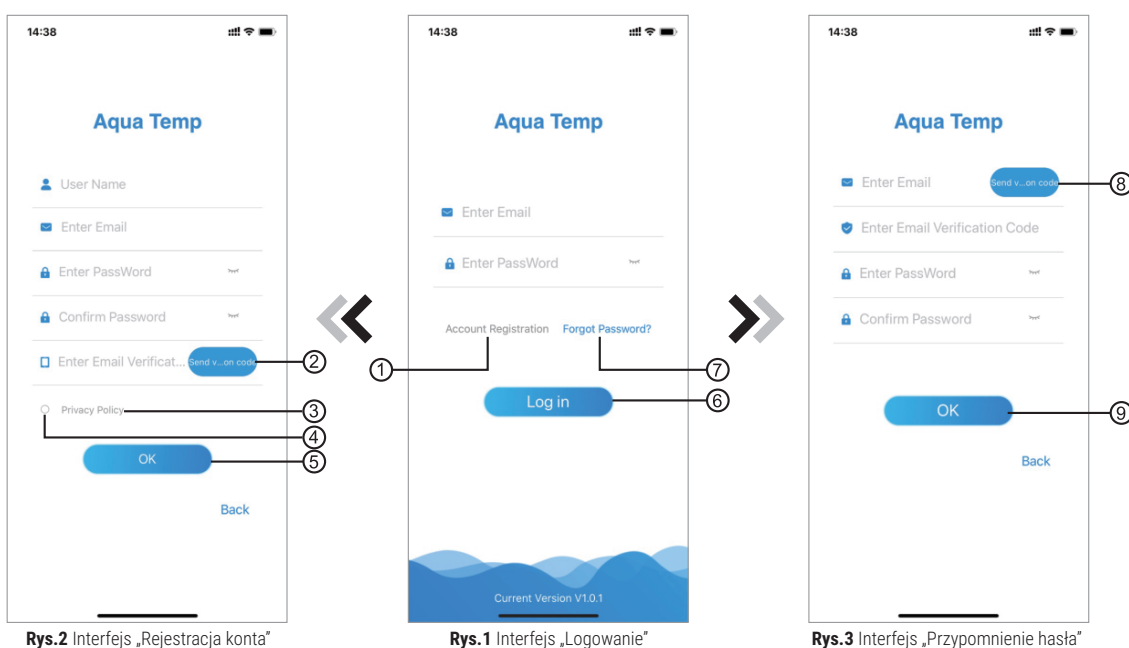 14:38
Aqua Temp
User Name
Enter Email
Enter PassWord
Confirm Password
Enter Email Verificat... Send v...on code
②
Privacy Policy
③
④
OK
⑤
Back
Rys.2 Interfejs „Rejestracja konta”
14:38
Aqua Temp
Enter Email
Enter PassWord
Account Registration Forgot Password?
①
⑦
Log in
⑥
Current Version V1.0.1
Rys.1 Interfejs „Logowanie”
14:38
Aqua Temp
Enter Email Send v...on code
⑧
Enter Email Verification Code
Enter PassWord
Confirm Password
OK
⑨
Back
Rys.3 Interfejs „Przypomnienie hasła”